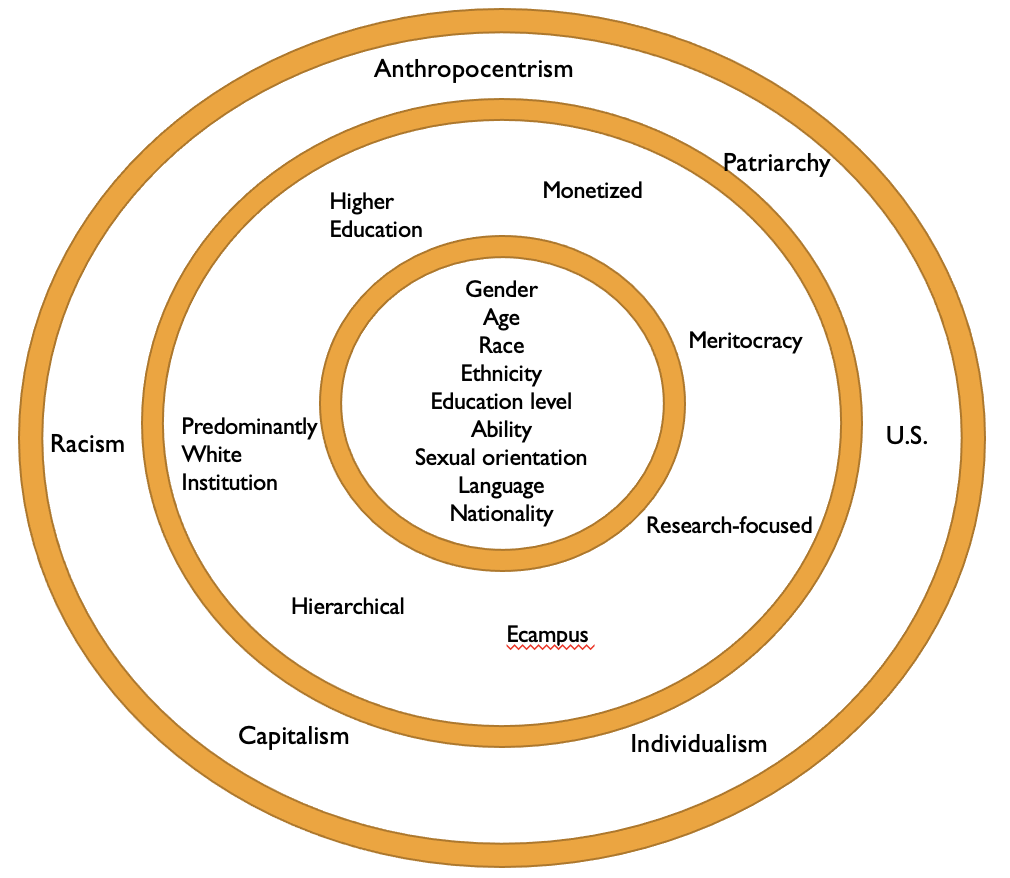 Anthropocentrism
Patriarchy
Monetized
Higher
Education
Gender
Age
Race
Ethnicity
Education level
Ability
Sexual orientation
Language
Nationality
Meritocracy
Predominantly
White
Institution
Racism
U.S.
Research-focused
Hierarchical
Ecampus
Capitalism
Individualism